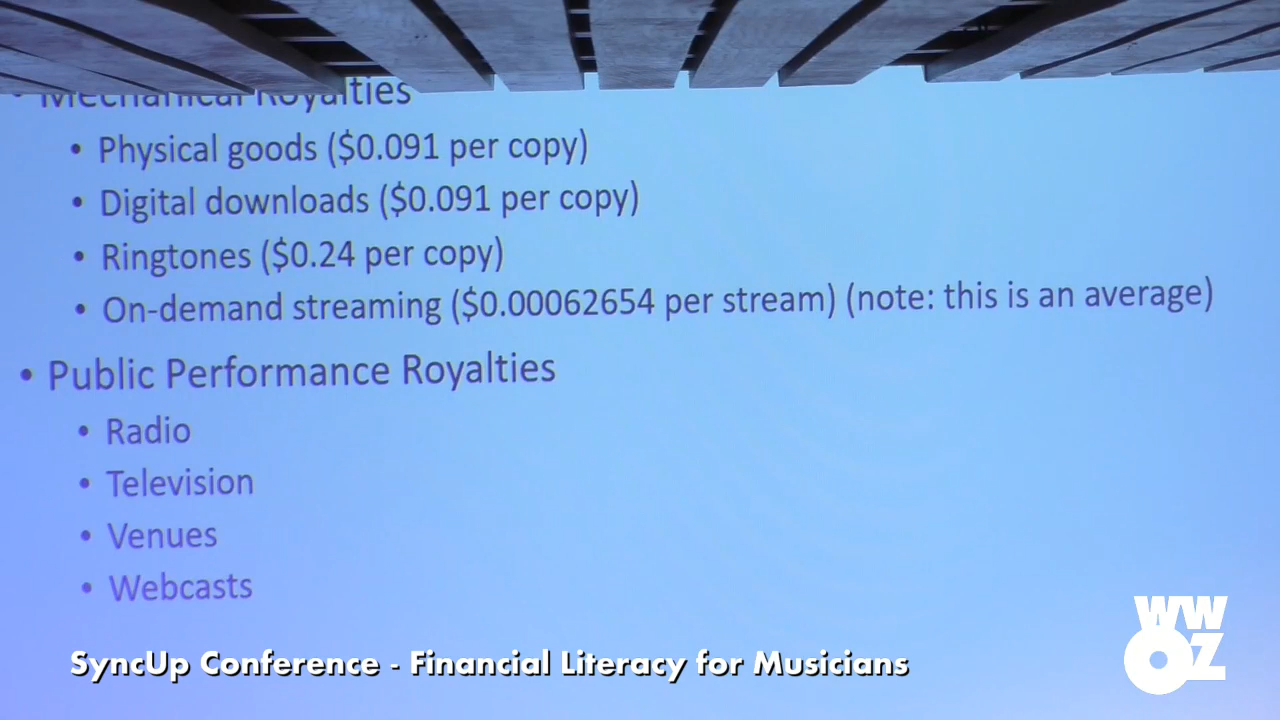 • Mechanical Royalties
• Physical goods ($0.091 per copy)
• Digital downloads ($0.091 per copy)
• Ringtones ($0.24 per copy)
• On-demand streaming ($0.00062654 per stream) (note: this is an average)
• Public Performance Royalties
• Radio
• Television
• Venues
• Webcasts
SyncUp Conference - Financial Literacy for Musicians
WWOZ